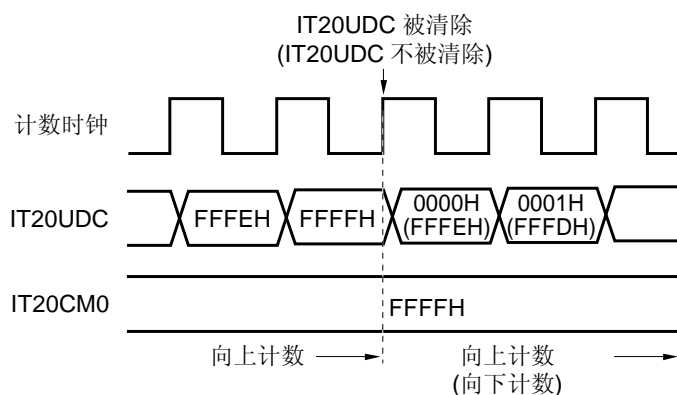 IT20UDC 被清除
(IT20UDC 不被清除)
计数时钟
IT20UDC
FFFEH
FFFFH
0000H
(FFFEH)
0001H
(FFFDH)
IT20CM0
FFFFH
向上计数
向上计数
(向下计数)